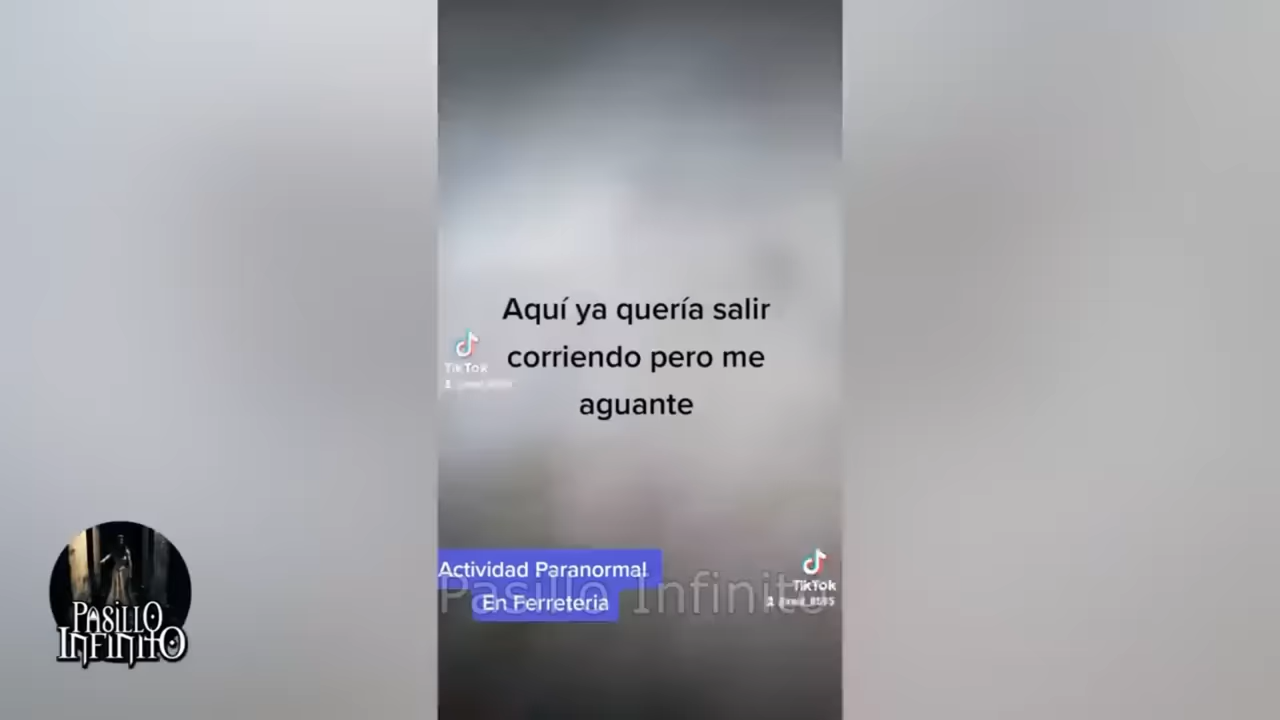 Aquí ya quería salir
corriendo pero me
aguante
TikTok
Actividad Paranormal
En Ferreteria
Pasillo Infinito
TikTok
PASILLO
INFINITO